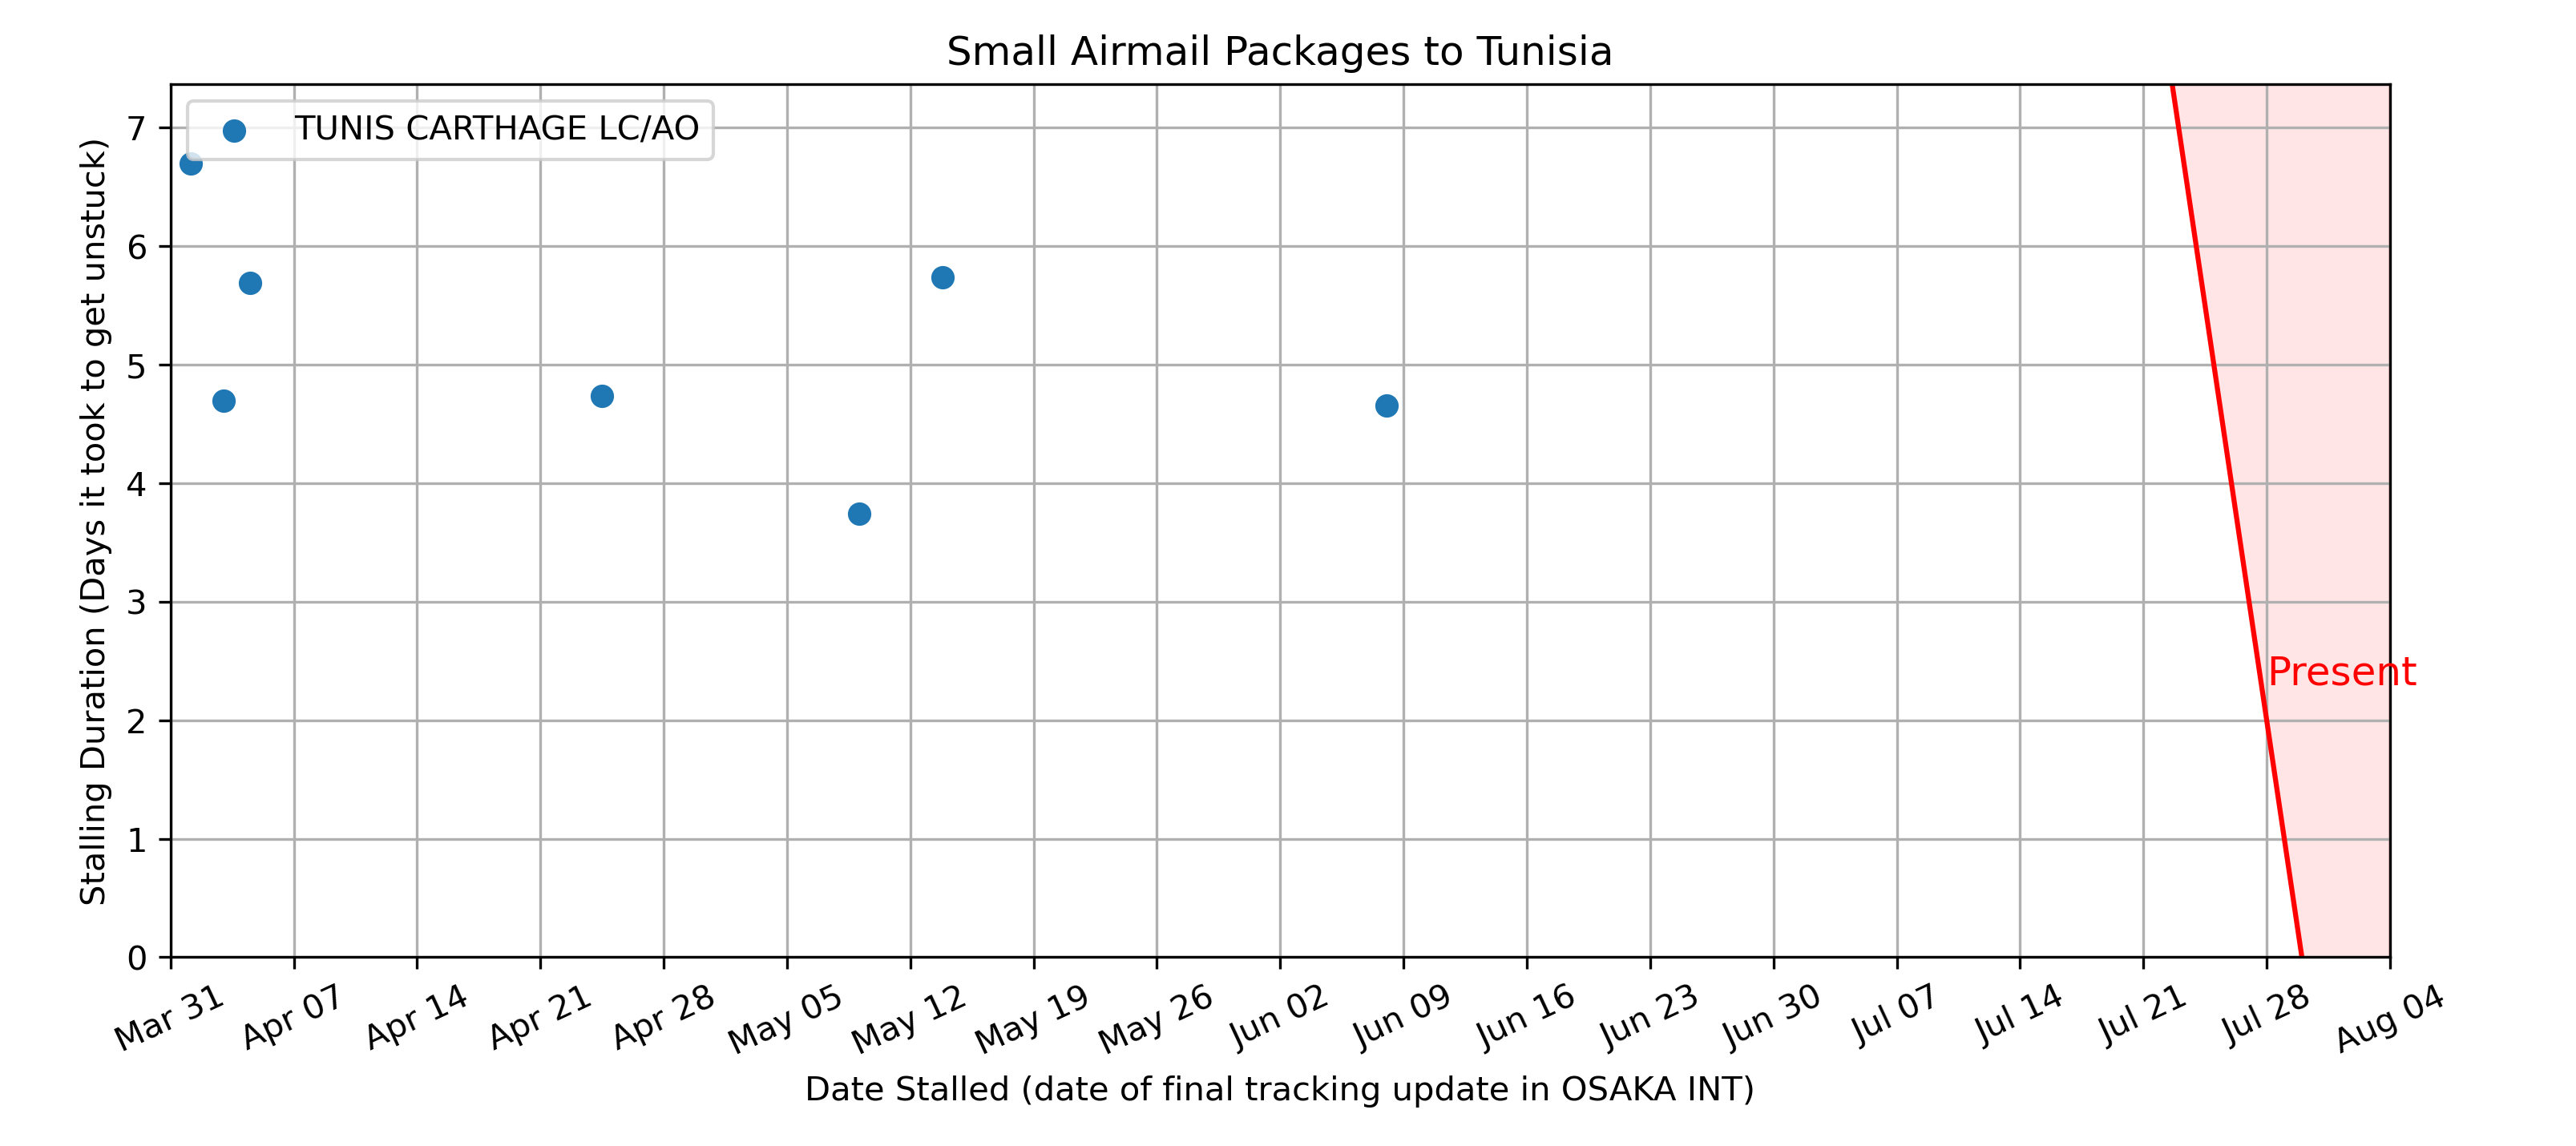 Small Airmail Packages to Tunisia
TUNIS CARTHAGE LC/AO
Stalling Duration (Days it took to get unstuck)
7
6
5
4
3
2
1
0
Present
Mar 31
Apr 07
Apr 14
Apr 21
Apr 28
May 05
May 12
May 19
May 26
Jun 02
Jun 09
Jun 16
Jun 23
Jun 30
Jul 07
Jul 14
Jul 21
Jul 28
Aug 04
Date Stalled (date of final tracking update in OSAKA INT)